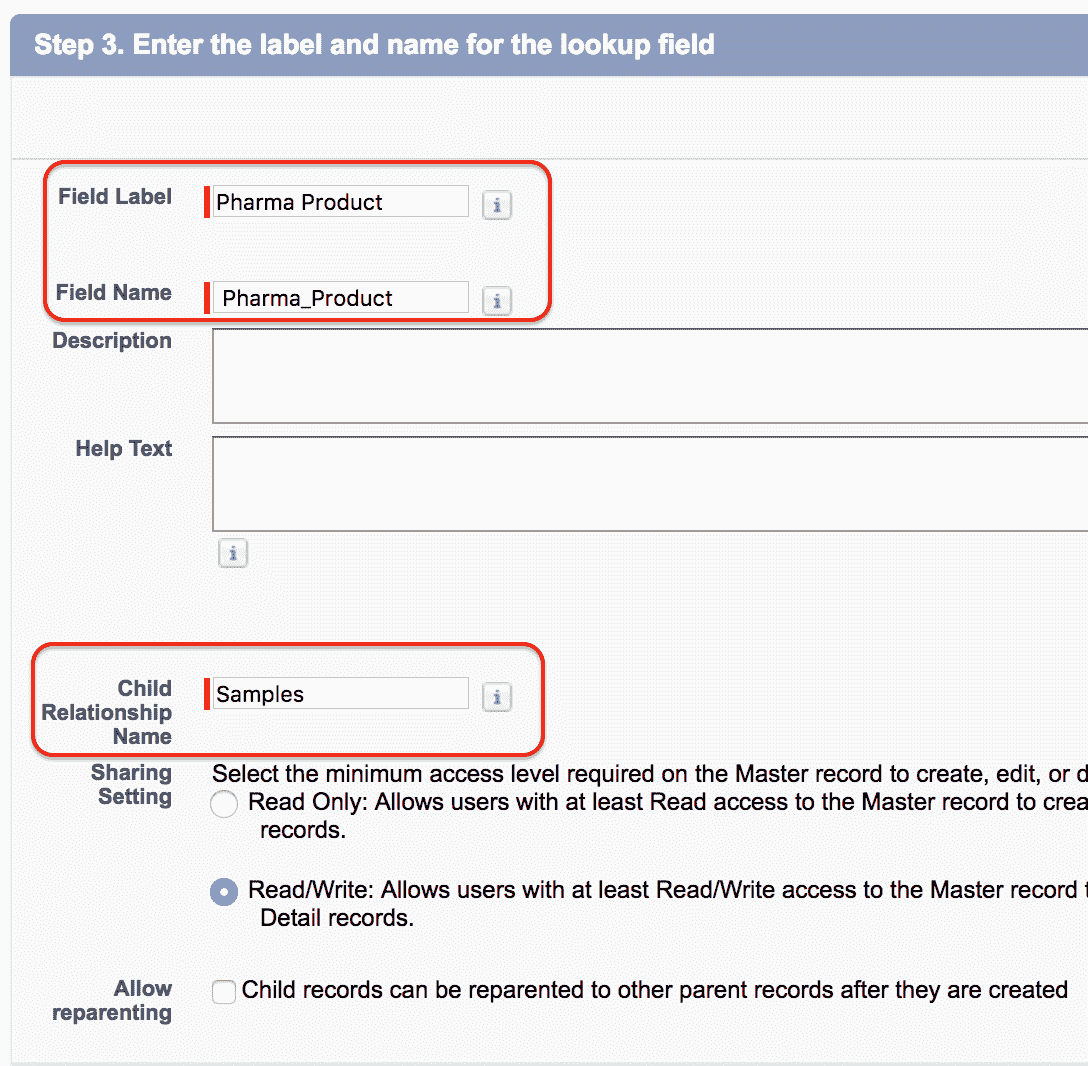 Step 3. Enter the label and name for the lookup field
Field Label
Pharma Product
i
Field Name
Pharma_Product
i
Description
Help Text
i
Child
Relationship
Name
Samples
i
Sharing
Setting
Select the minimum access level required on the Master record to create, edit, or
Read Only: Allows users with at least Read access to the Master record to
records.
Read/Write: Allows users with at least Read/Write access to the Master record
Detail records.
Allow
reparenting
Child records can be reparented to other parent records after they are created